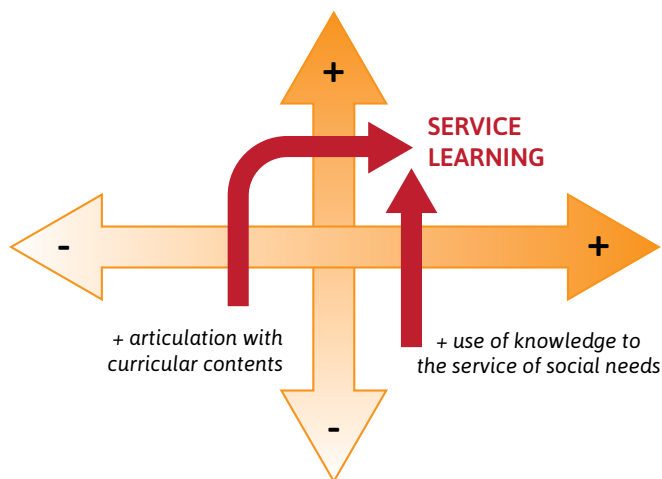 +
SERVICE
LEARNING
-
+
+ articulation with
curricular contents
+ use of knowledge to
the service of social needs
-